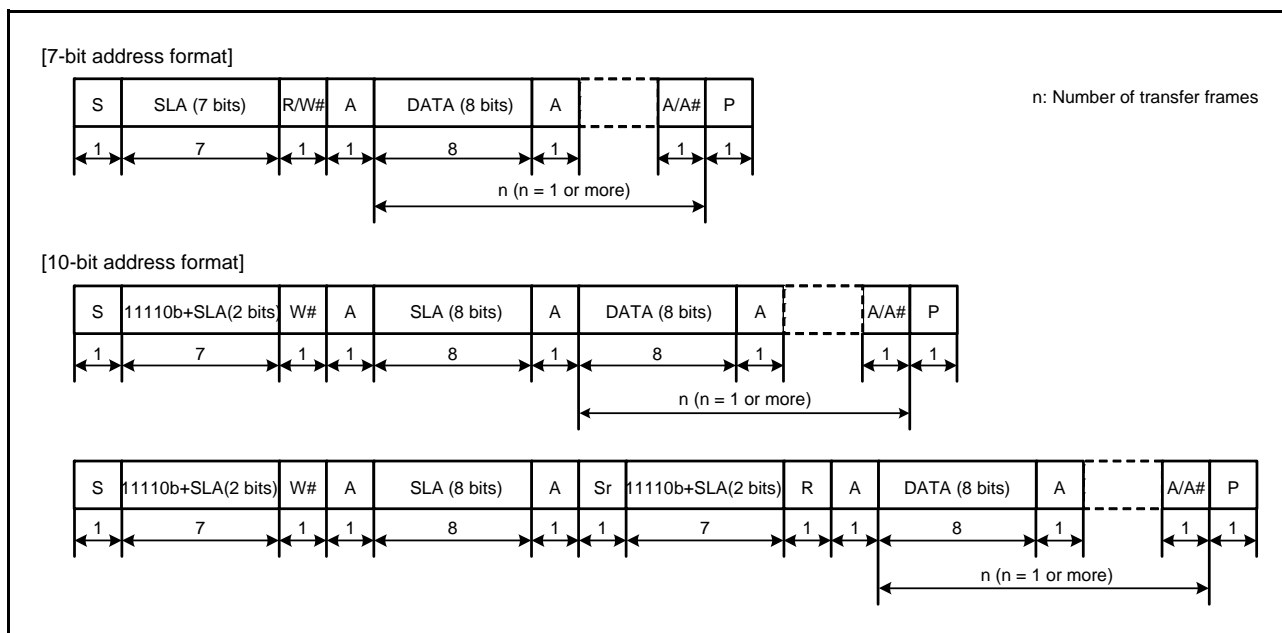 [7-bit address format]
S SLA (7 bits) R/W# A DATA (8 bits) A A/A# P
n: Number of transfer frames
1 7 1 1 8 1 1 1
n (n = 1 or more)
[10-bit address format]
S 11110b+SLA(2 bits) W# A SLA (8 bits) A DATA (8 bits) A A/A# P
1 7 1 1 8 1 8 1 1 1
n (n = 1 or more)
S 11110b+SLA(2 bits) W# A SLA (8 bits) A Sr 11110b+SLA(2 bits) R A DATA (8 bits) A A/A# P
1 7 1 1 8 1 1 7 1 1 8 1 1 1
n (n = 1 or more)